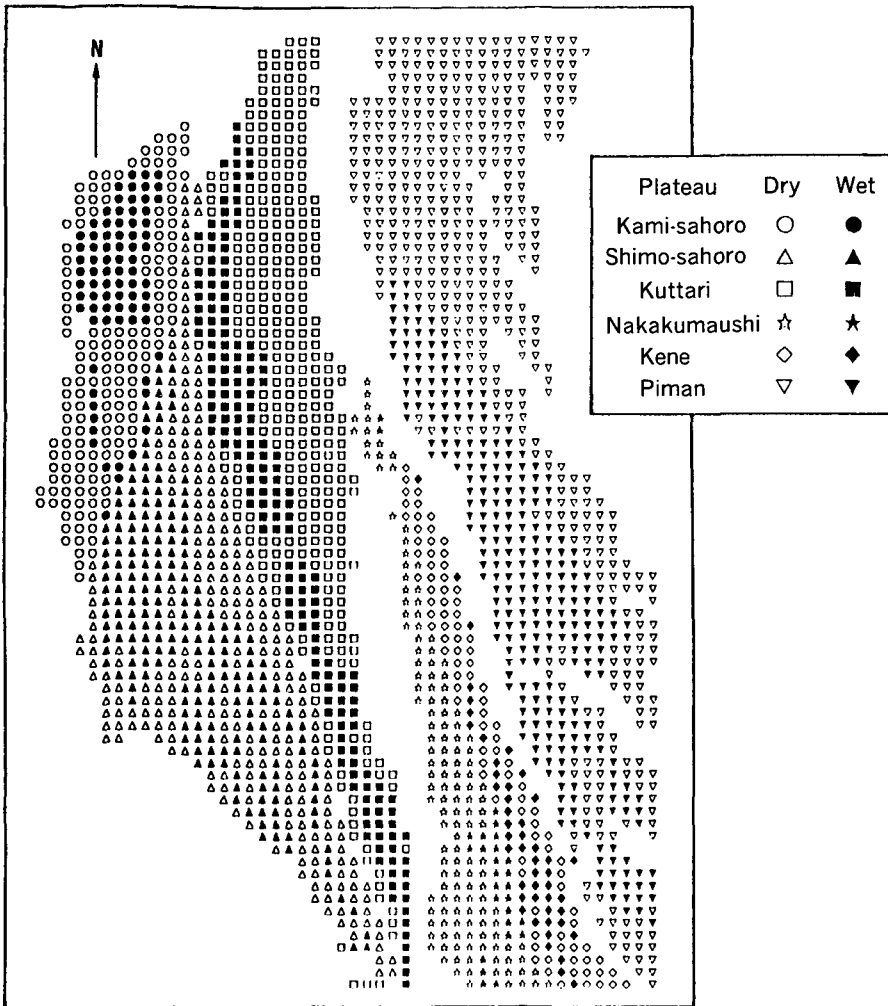 N
Plateau Dry Wet
Kami-sahoro ○ ●
Shimo-sahoro △ ▲
Kuttari □ ■
Nakakumaushi ☆ ★
Kene ◇ ◆
Piman ▽ ▼